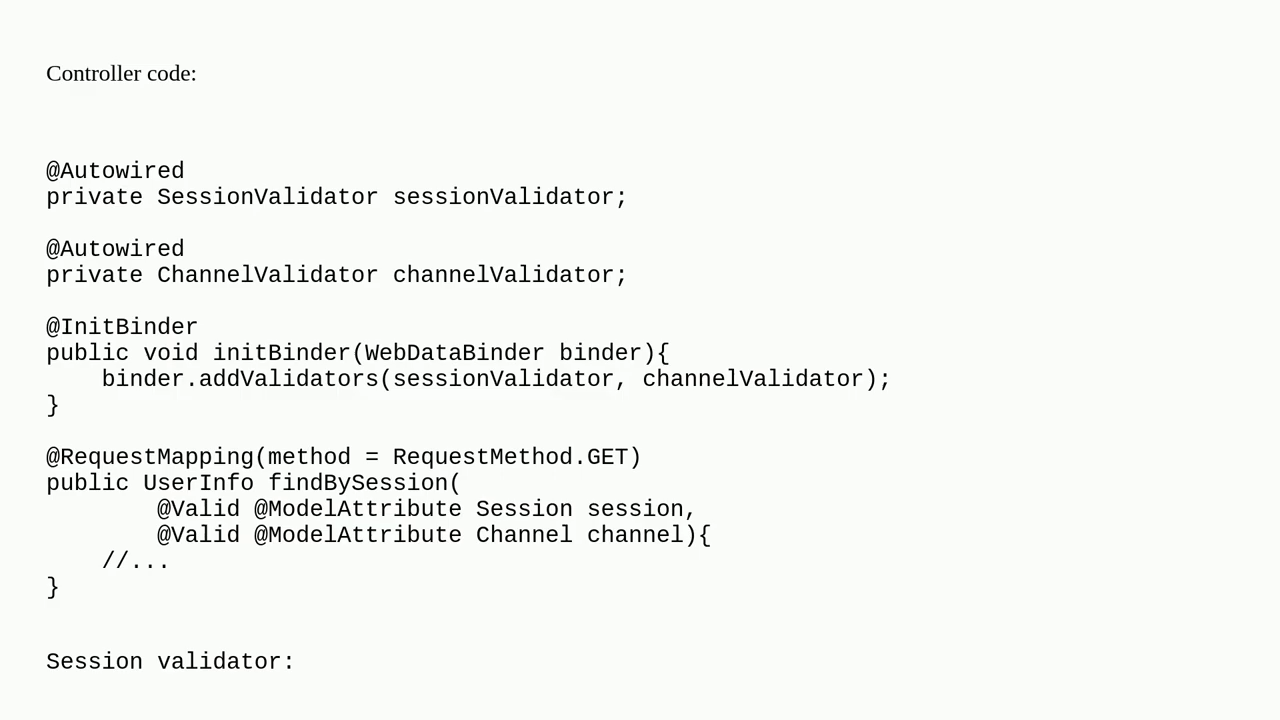 Controller code:
@Autowired
private SessionValidator sessionValidator;
@Autowired
private ChannelValidator channelValidator;
@InitBinder
public void initBinder(WebDataBinder binder){
    binder.addValidators(sessionValidator, channelValidator);
}
@RequestMapping(method = RequestMethod.GET)
public UserInfo findBySession(
        @Valid @ModelAttribute Session session,
        @Valid @ModelAttribute Channel channel){
    //...
}
Session validator: